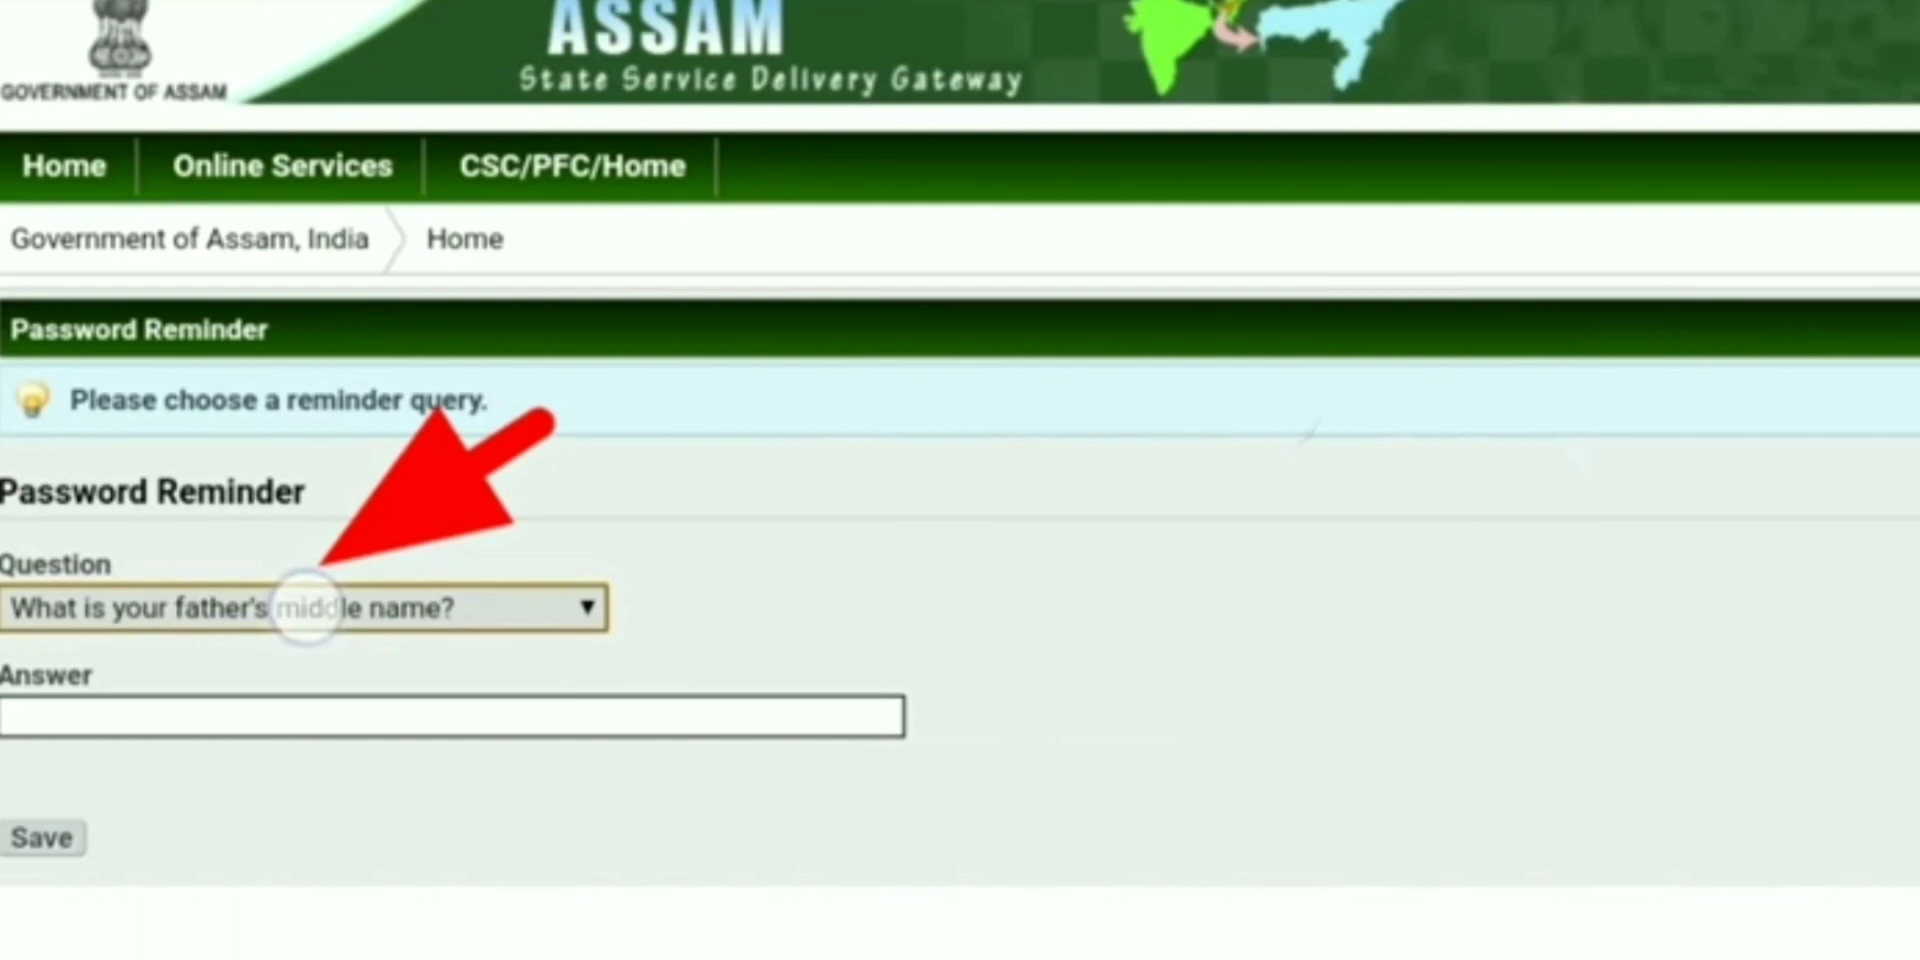 ASSAM
State Service Delivery Gateway
GOVERNMENT OF ASSAM
Home
Online Services
CSC/PFC/Home
Government of Assam, India
Home
Password Reminder
Please choose a reminder query.
Password Reminder
Question
What is your father's middle name?
Answer
Save